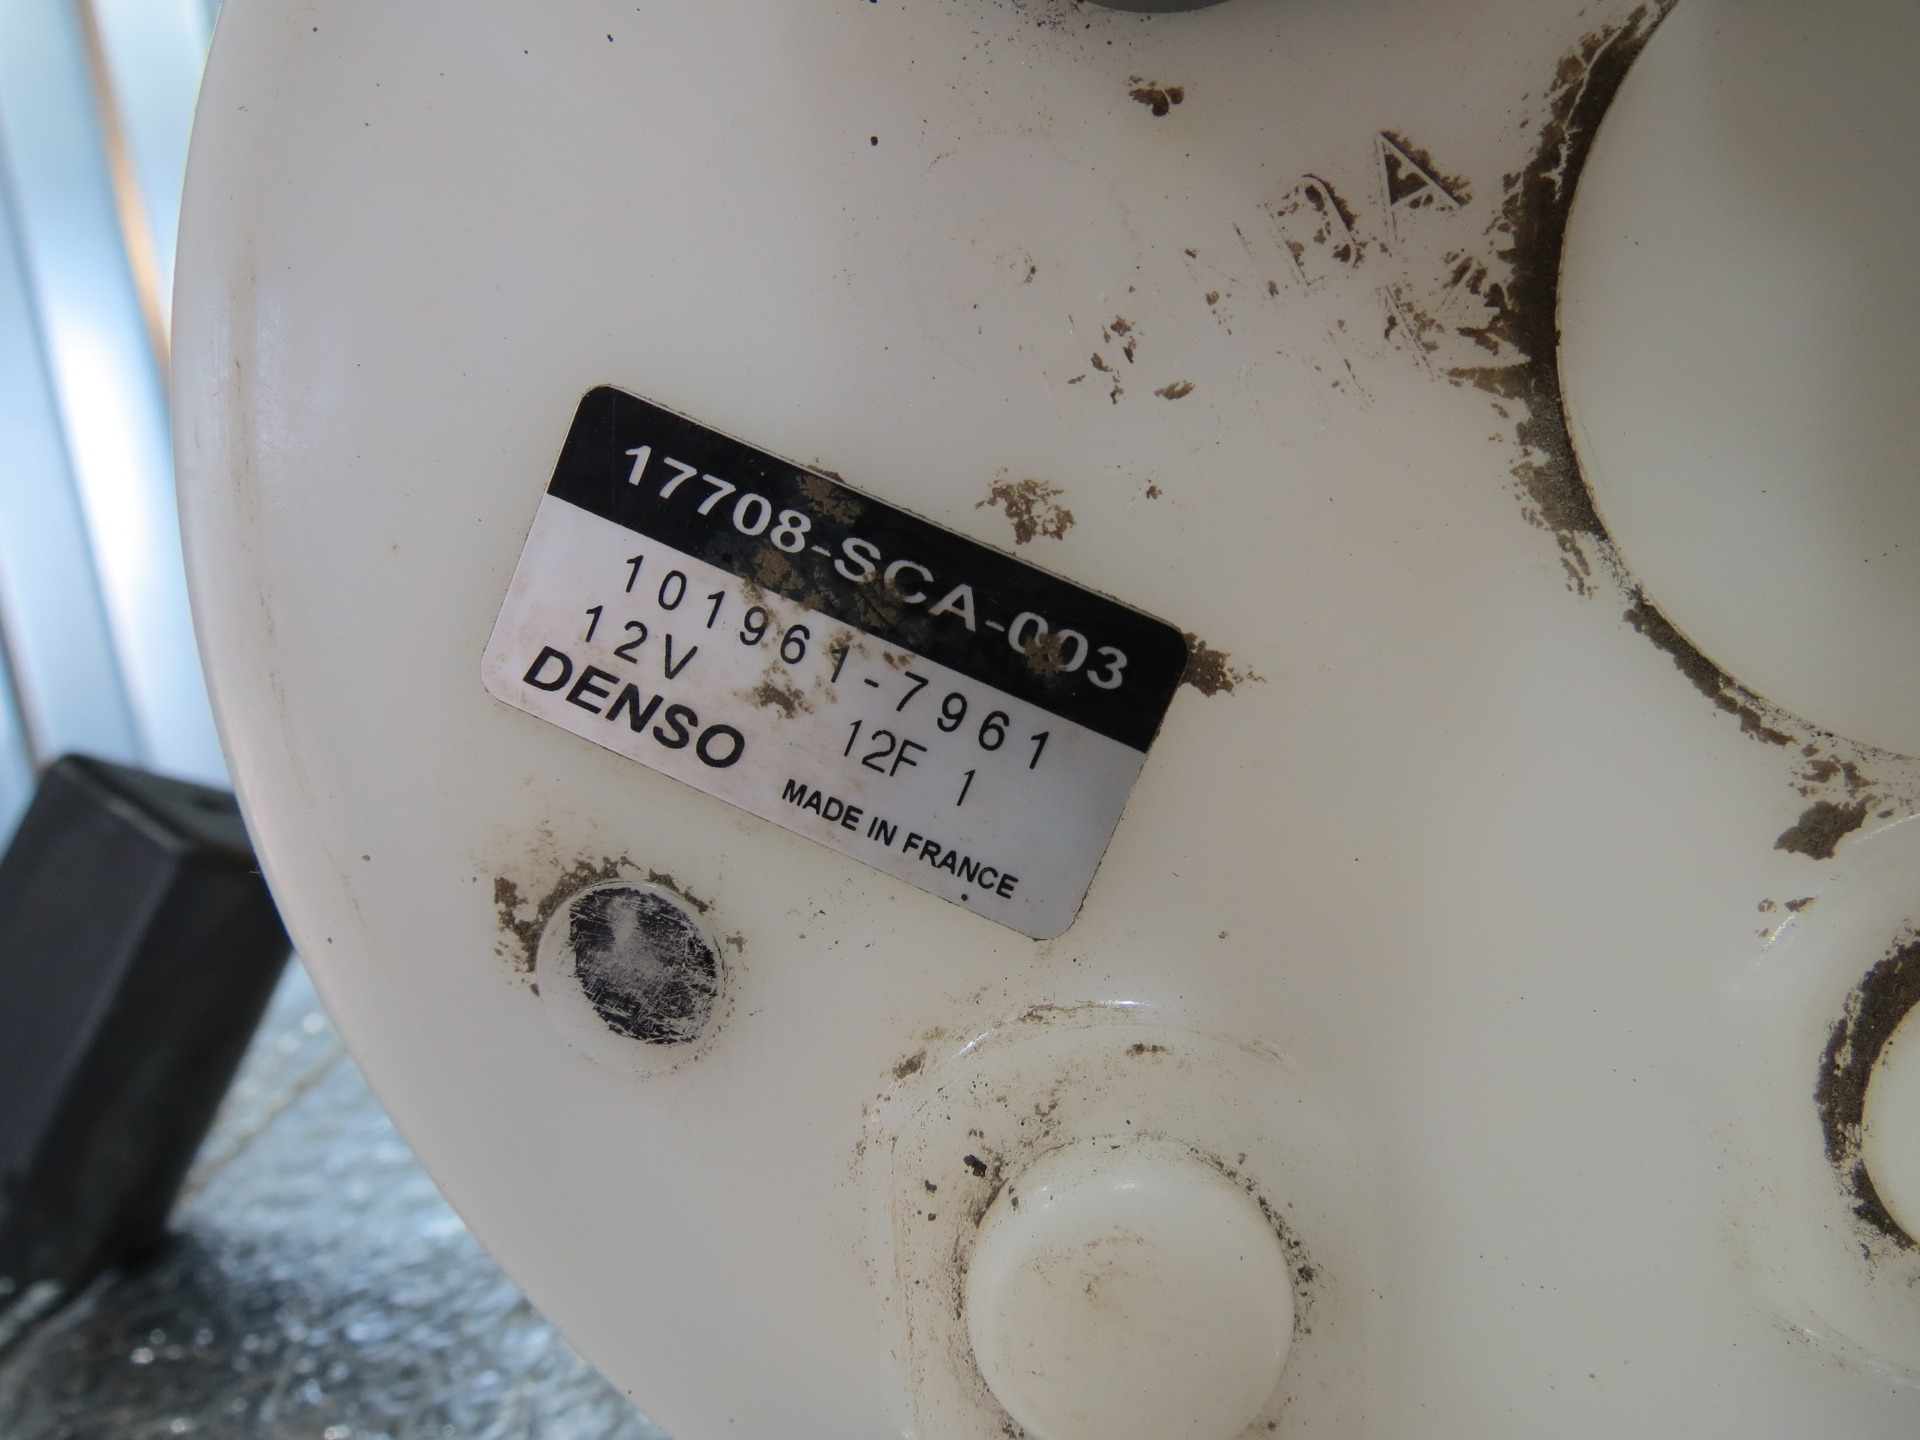 17708-SCA-003
101961-7961
12V 12F 1
DENSO MADE IN FRANCE